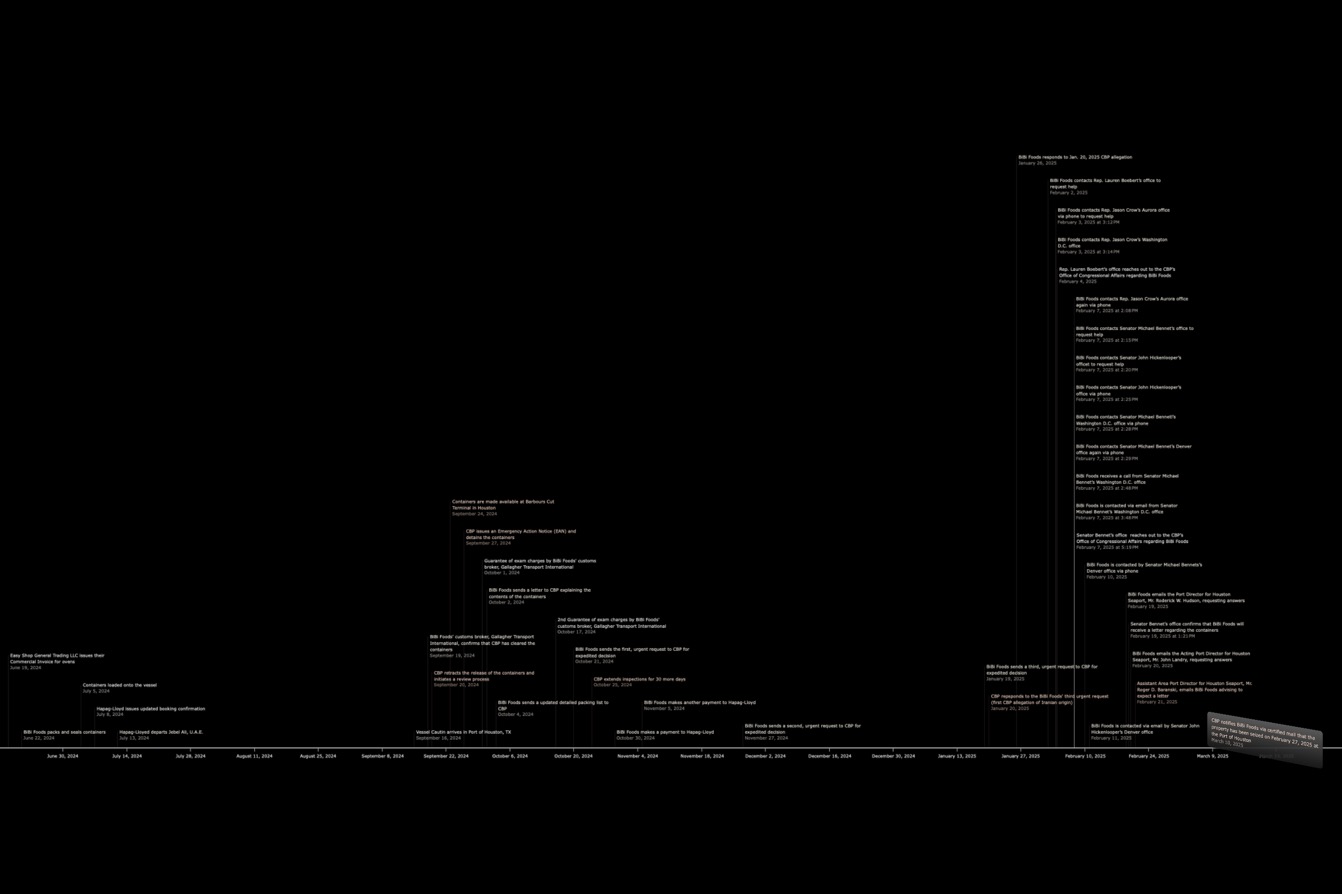 Easy Shop General Trading LLC issues their
Commercial Invoice for ovens
June 19, 2024
BiBi Foods packs and seals containers
June 22, 2024
Containers loaded onto the vessel
July 5, 2024
Hapag-Lloyd issues updated booking confirmation
July 8, 2024
Hapag-Lloyed departs Jebel Ali, U.A.E.
July 13, 2024
Vessel Cautin arrives in Port of Houston, TX
September 16, 2024
BiBi Foods' customs broker, Gallagher Transport
International, confirms that CBP has cleared the
containers
September 19, 2024
CBP retracts the release of the containers and
initiates a review process
September 20, 2024
Containers are made available at Barbours Cut
Terminal in Houston
September 24, 2024
CBP issues an Emergency Action Notice (EAN) and
detains the containers
September 27, 2024
Guarantee of exam charges by BiBi Foods' customs
broker, Gallagher Transport International
October 1, 2024
BiBi Foods sends a letter to CBP explaining the
contents of the containers
October 2, 2024
BiBi Foods sends a updated detailed packing list to
CBP
October 4, 2024
2nd Guarantee of exam charges by BiBi Foods'
customs broker, Gallagher Transport International
October 17, 2024
BiBi Foods sends the first, urgent request to CBP for
expedited decision
October 21, 2024
CBP extends inspections for 30 more days
October 25, 2024
BiBi Foods makes a payment to Hapag-Lloyd
October 30, 2024
BiBi Foods makes another payment to Hapag-Lloyd
November 5, 2024
BiBi Foods sends a second, urgent request to CBP for
expedited decision
November 27, 2024
BiBi Foods sends a third, urgent request to CBP for
expedited decision
January 19, 2025
CBP repsponds to the BiBi Foods' third urgent request
(first CBP allegation of Iranian origin)
January 20, 2025
BiBi Foods responds to Jan. 20, 2025 CBP allegation
January 26, 2025
BiBi Foods contacts Rep. Lauren Boebert's office to
request help
February 2, 2025
BiBi Foods contacts Rep. Jason Crow's Aurora office
via phone to request help
February 3, 2025 at 3:12PM
BiBi Foods contacts Rep. Jason Crow's Washington
D.C. office
February 3, 2025 at 3:14PM
Rep. Lauren Boebert's office reaches out to the CBP's
Office of Congressional Affairs regarding BiBi Foods
February 4, 2025
BiBi Foods contacts Rep. Jason Crow's Aurora office
again via phone
February 7, 2025 at 2:08PM
BiBi Foods contacts Senator Michael Bennet's office to
request help
February 7, 2025 at 2:15PM
BiBi Foods contacts Senator John Hickenlooper's
officet to request help
February 7, 2025 at 2:20PM
BiBi Foods contacts Senator John Hickenlooper's
office via phone
February 7, 2025 at 2:25PM
BiBi Foods contacts Senator Michael Bennett's
Washington D.C. office via phone
February 7, 2025 at 2:28PM
BiBi Foods contacts Senator Michael Bennet's Denver
office again via phone
February 7, 2025 at 2:29PM
BiBi Foods receives a call from Senator Michael
Bennet's Washington D.C. office
February 7, 2025 at 2:48PM
BiBi Foods is contacted via email from Senator
Michael Bennet's Washington D.C. office
February 7, 2025 at 3:48PM
Senator Bennet's office reaches out to the CBP's
Office of Congressional Affairs regarding BiBi Foods
February 7, 2025 at 5:19PM
BiBi Foods is contacted by Senator Michael Bennets's
Denver office via phone
February 10, 2025
BiBi Foods is contacted via email by Senator John
Hickenlooper's Denver office
February 11, 2025
BiBi Foods emails the Port Director for Houston
Seaport, Mr. Roderick W. Hudson, requesting answers
February 19, 2025
Senator Bennet's office confirms that BiBi Foods will
receive a letter regarding the containers
February 19, 2025 at 1:21PM
BiBi Foods emails the Acting Port Director for Houston
Seaport, Mr. John Landry, requesting answers
February 20, 2025
Assistant Area Port Director for Houston Seaport, Mr.
Roger D. Baranski, emails BiBi Foods advising to
expect a letter
February 21, 2025
CBP notifies BiBi Foods via certified mail that the
property has been seized on February 27, 2025 at
the Port of Houston
March 10, 2025
June 30, 2024
July 14, 2024
July 28, 2024
August 11, 2024
August 25, 2024
September 8, 2024
September 22, 2024
October 6, 2024
October 20, 2024
November 4, 2024
November 18, 2024
December 2, 2024
December 16, 2024
December 30, 2024
January 13, 2025
January 27, 2025
February 10, 2025
February 24, 2025
March 9, 2025